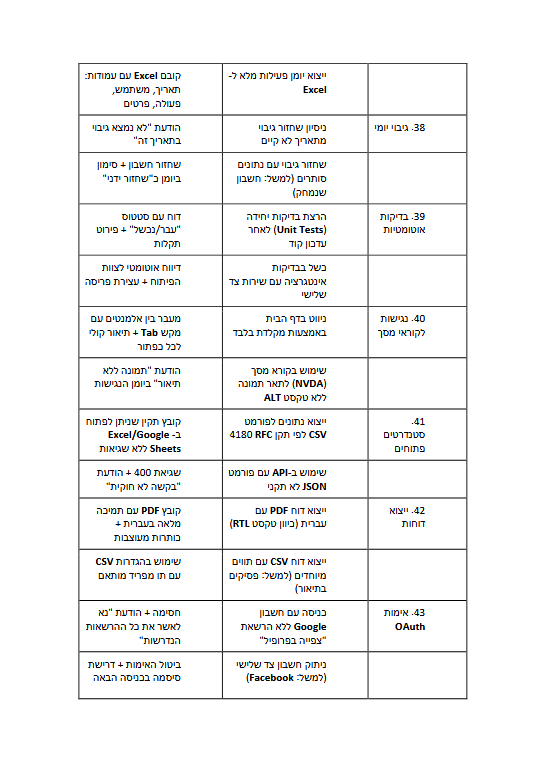 ייצוא יומן פעילות מלא ל-
Excel
קובם Excel עם עמודות:
תאריך, משתמש,
פעולה, פרטים
38. גיבוי יומי
ניסיון שחזור גיבוי
מתאריך לא קיים
הודעת "לא נמצא גיבוי
בתאריך זה"
שחזור גיבוי עם נתונים
סותרים (למשל: חשבון
שנמחק)
שחזור חשבון + סימון
ביומן כ"שחזור ידני"
39. בדיקות
אוטומטיות
הרצת בדיקות יחידה
(Unit Tests) לאחר
עדכון קוד
דוח עם סטטוס
"עבר/נכשל" + פירוט
תקלות
כשל בבדיקות
אינטגרציה עם שירות צד
שלישי
דיווח אוטומטי לצוות
הפיתוח + עצירת פריסה
40. נגישות
לקוראי מסך
ניווט בדף הבית
באמצעות מקלדת בלבד
מעבר בין אלמנטים עם
מקש Tab + תיאור קולי
לכל כפתור
שימוש בקורא מסך
(NVDA) לתאר תמונה
ללא טקסט ALT
הודעת "תמונה ללא
תיאור" ביומן הנגישות
41.
סטנדרטים
פתוחים
ייצוא נתונים לפורמט
CSV לפי תקן RFC 4180
קובץ תקין שניתן לפתוח
ב- Excel/Google
Sheets ללא שגיאות
שימוש ב-API עם פורמט
JSON לא תקני
שגיאת 400 + הודעת
"בקשה לא חוקית"
42. ייצוא
דוחות
ייצוא דוח PDF עם
עברית (כיוון טקסט RTL)
קובץ PDF עם תמיכה
מלאה בעברית +
כותרות מעוצבות
ייצוא דוח CSV עם תווים
מיוחדים (למשל: פסיקים
בתיאור)
שימוש בהגדרות CSV
עם תו מפריד מותאם
43. אימות
OAuth
כניסה עם חשבון
Google ללא הרשאת
"צפייה בפרופיל"
חסימה + הודעת "נא
לאשר את כל ההרשאות
הנדרשות"
ניתוק חשבון צד שלישי
(למשל: Facebook)
ביטול האימות + דרישת
סיסמה בכניסה הבאה